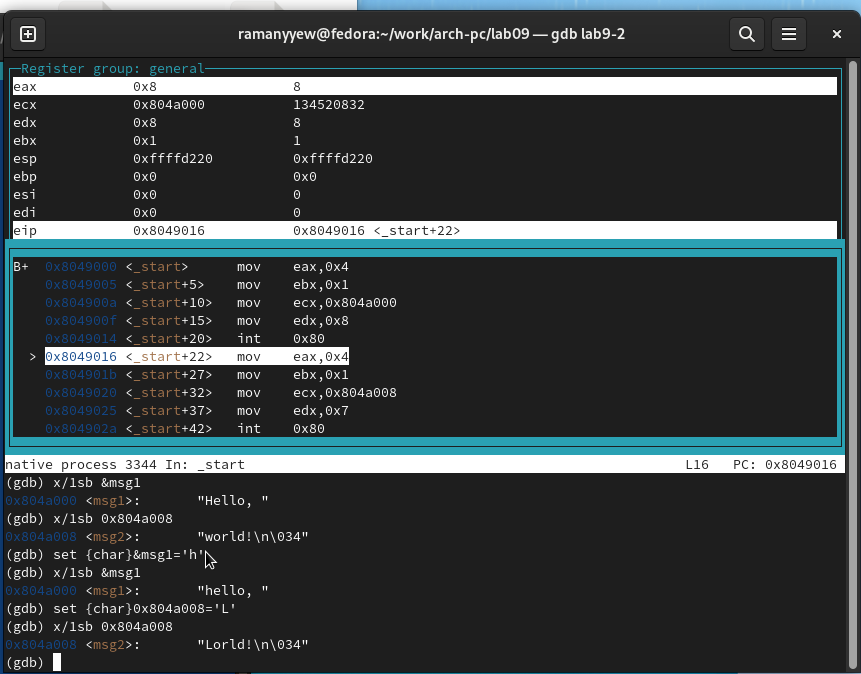 ramanyyew@fedora:~/work/arch-pc/lab09 — gdb lab9-2
Register group: general
eax 0x8 8
ecx 0x804a000 134520832
edx 0x8 8
ebx 0x1 1
esp 0xffffd220 0xffffd220
ebp 0x0 0x0
esi 0x0 0
edi 0x0 0
eip 0x8049016 0x8049016 <_start+22>
B+ 0x8049000 <_start> mov eax,0x4
0x8049005 <_start+5> mov ebx,0x1
0x804900a <_start+10> mov ecx,0x804a000
0x804900f <_start+15> mov edx,0x8
0x8049014 <_start+20> int 0x80
> 0x8049016 <_start+22> mov eax,0x4
0x804901b <_start+27> mov ebx,0x1
0x8049020 <_start+32> mov ecx,0x804a008
0x8049025 <_start+37> mov edx,0x7
0x804902a <_start+42> int 0x80
native process 3344 In: _start L16 PC: 0x8049016
(gdb) x/1sb &msg1
0x804a000 <msg1>: "Hello, "
(gdb) x/1sb 0x804a008
0x804a008 <msg2>: "world!\n\034"
(gdb) set {char}&msg1='h'
(gdb) x/1sb &msg1
0x804a000 <msg1>: "hello, "
(gdb) set {char}0x804a008='L'
(gdb) x/1sb 0x804a008
0x804a008 <msg2>: "Lorld!\n\034"
(gdb)